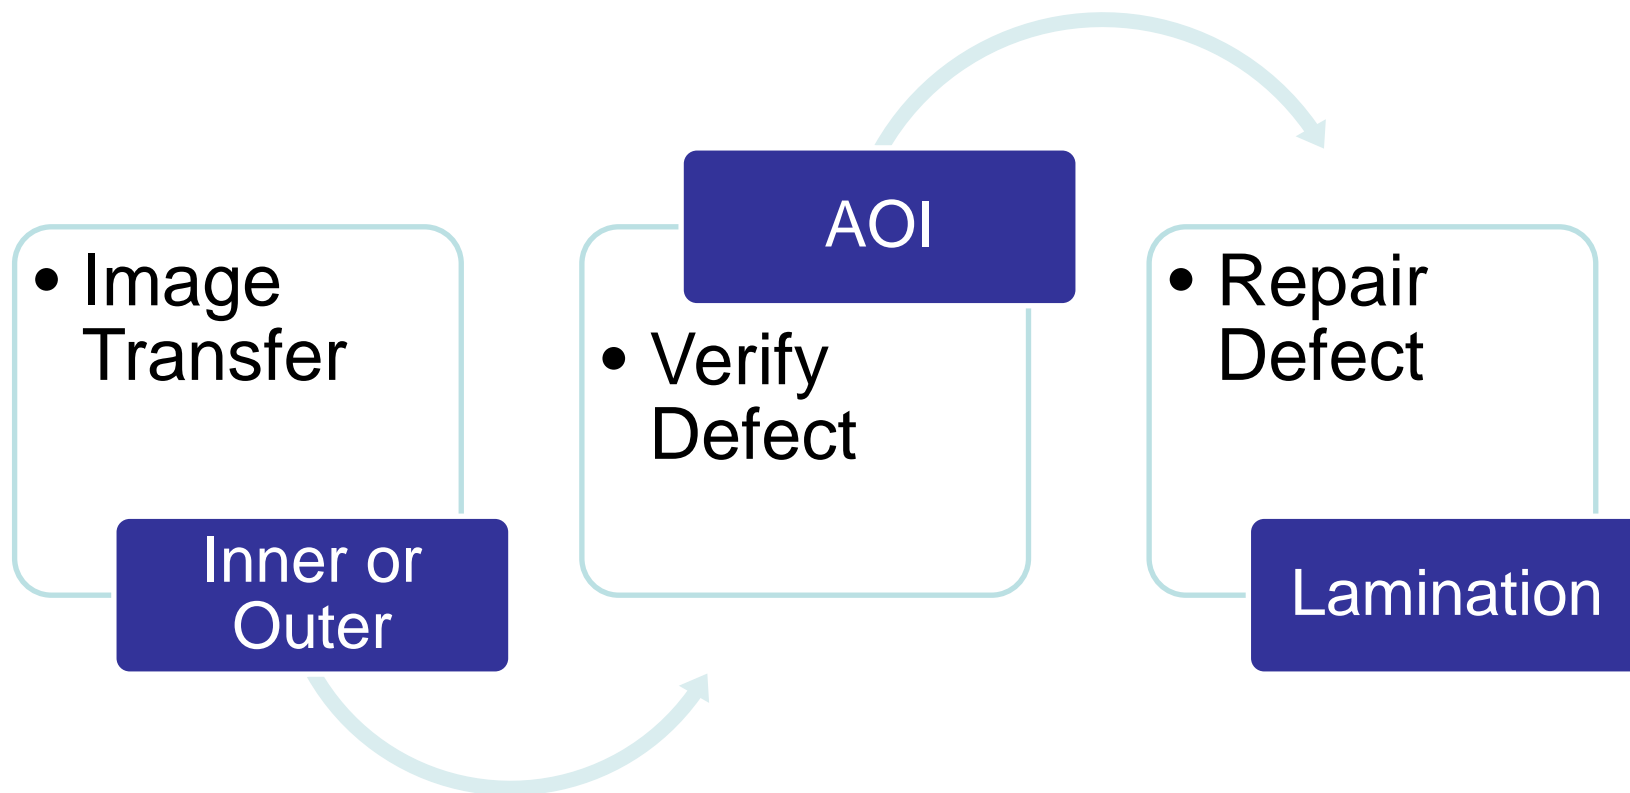 • Image
Transfer
Inner or
Outer
AOI
• Verify
Defect
• Repair
Defect
Lamination